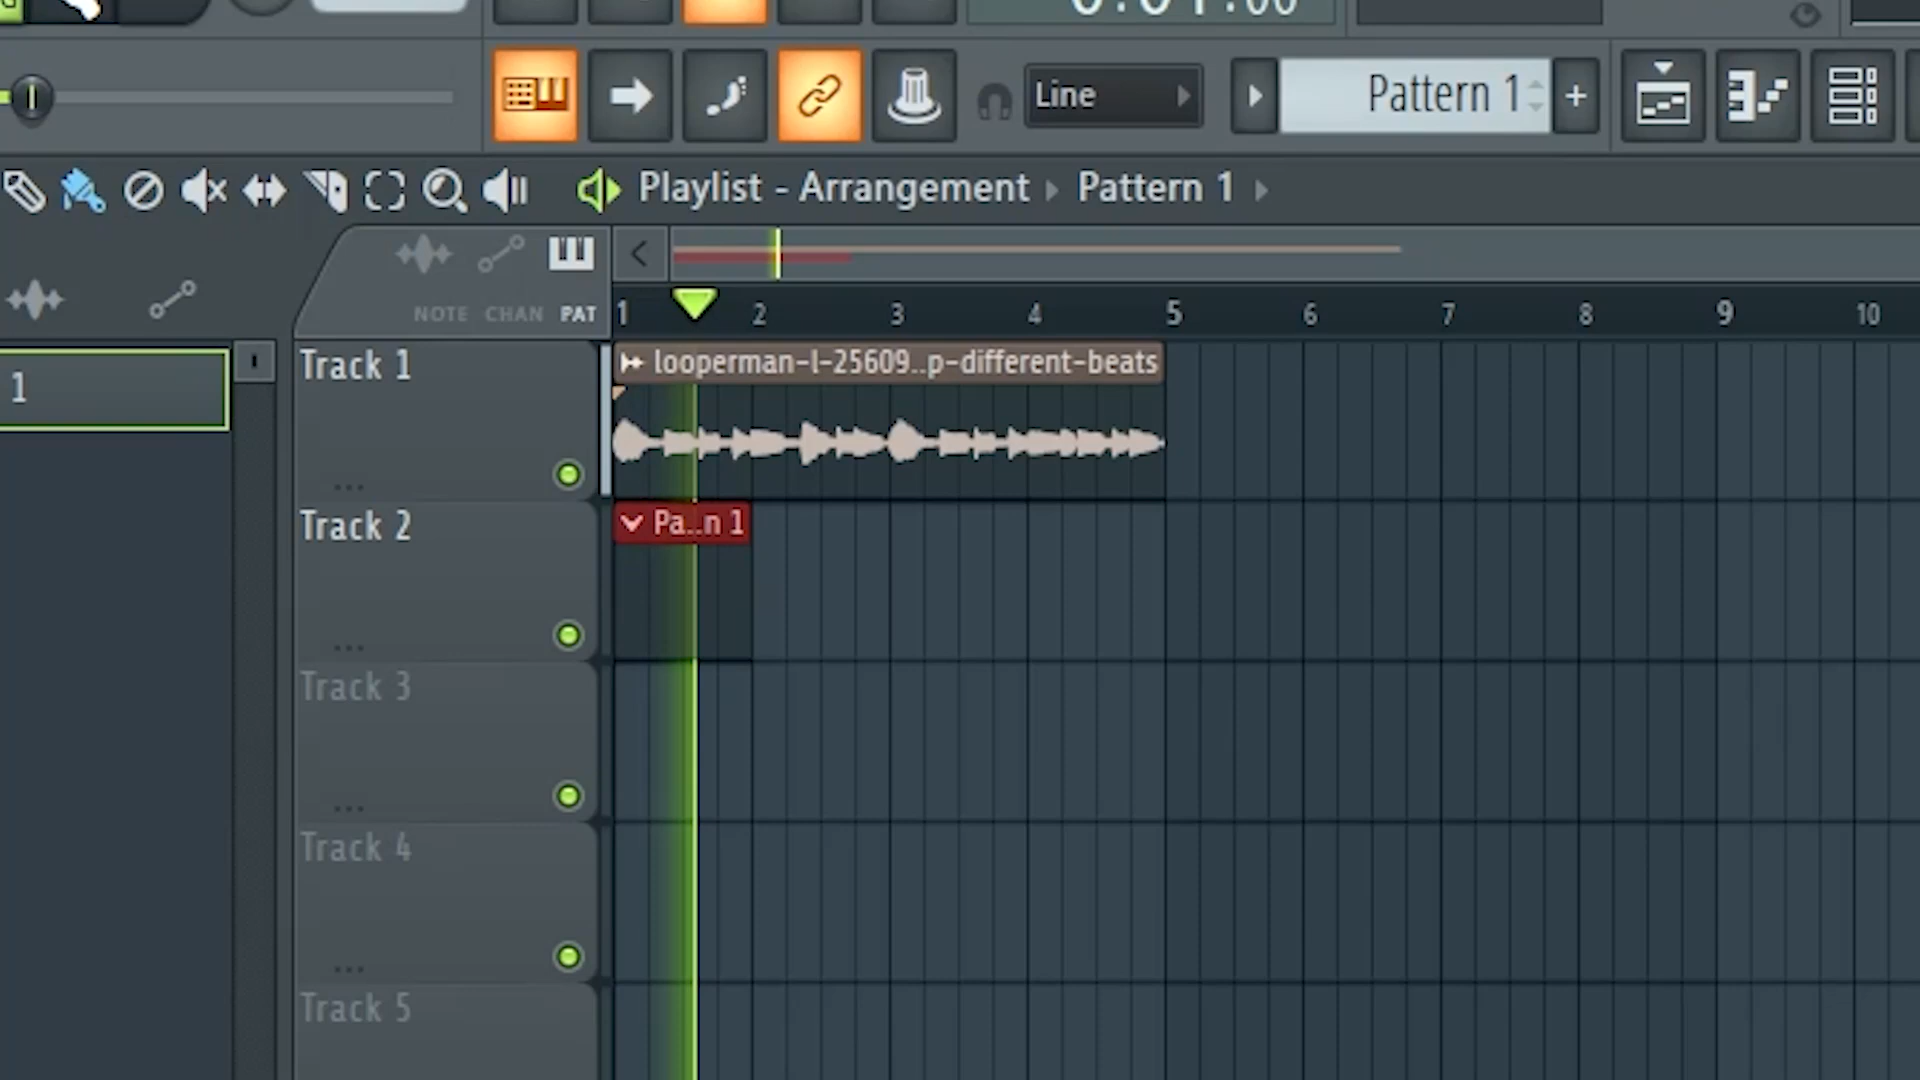 Line
Pattern 1
+
Playlist - Arrangement
Pattern 1
NOTE CHAN PAT
1 2 3 4 5 6 7 8 9 10
1
Track 1
looperman-l-25609..p-different-beats
Track 2
Pa..n 1
Track 3
Track 4
Track 5